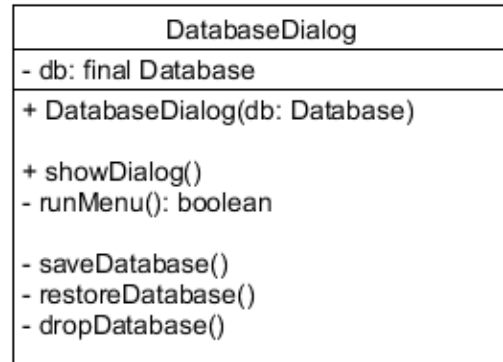 DatabaseDialog
- db: final Database
+ DatabaseDialog(db: Database)
+ showDialog()
- runMenu(): boolean
- saveDatabase()
- restoreDatabase()
- dropDatabase()